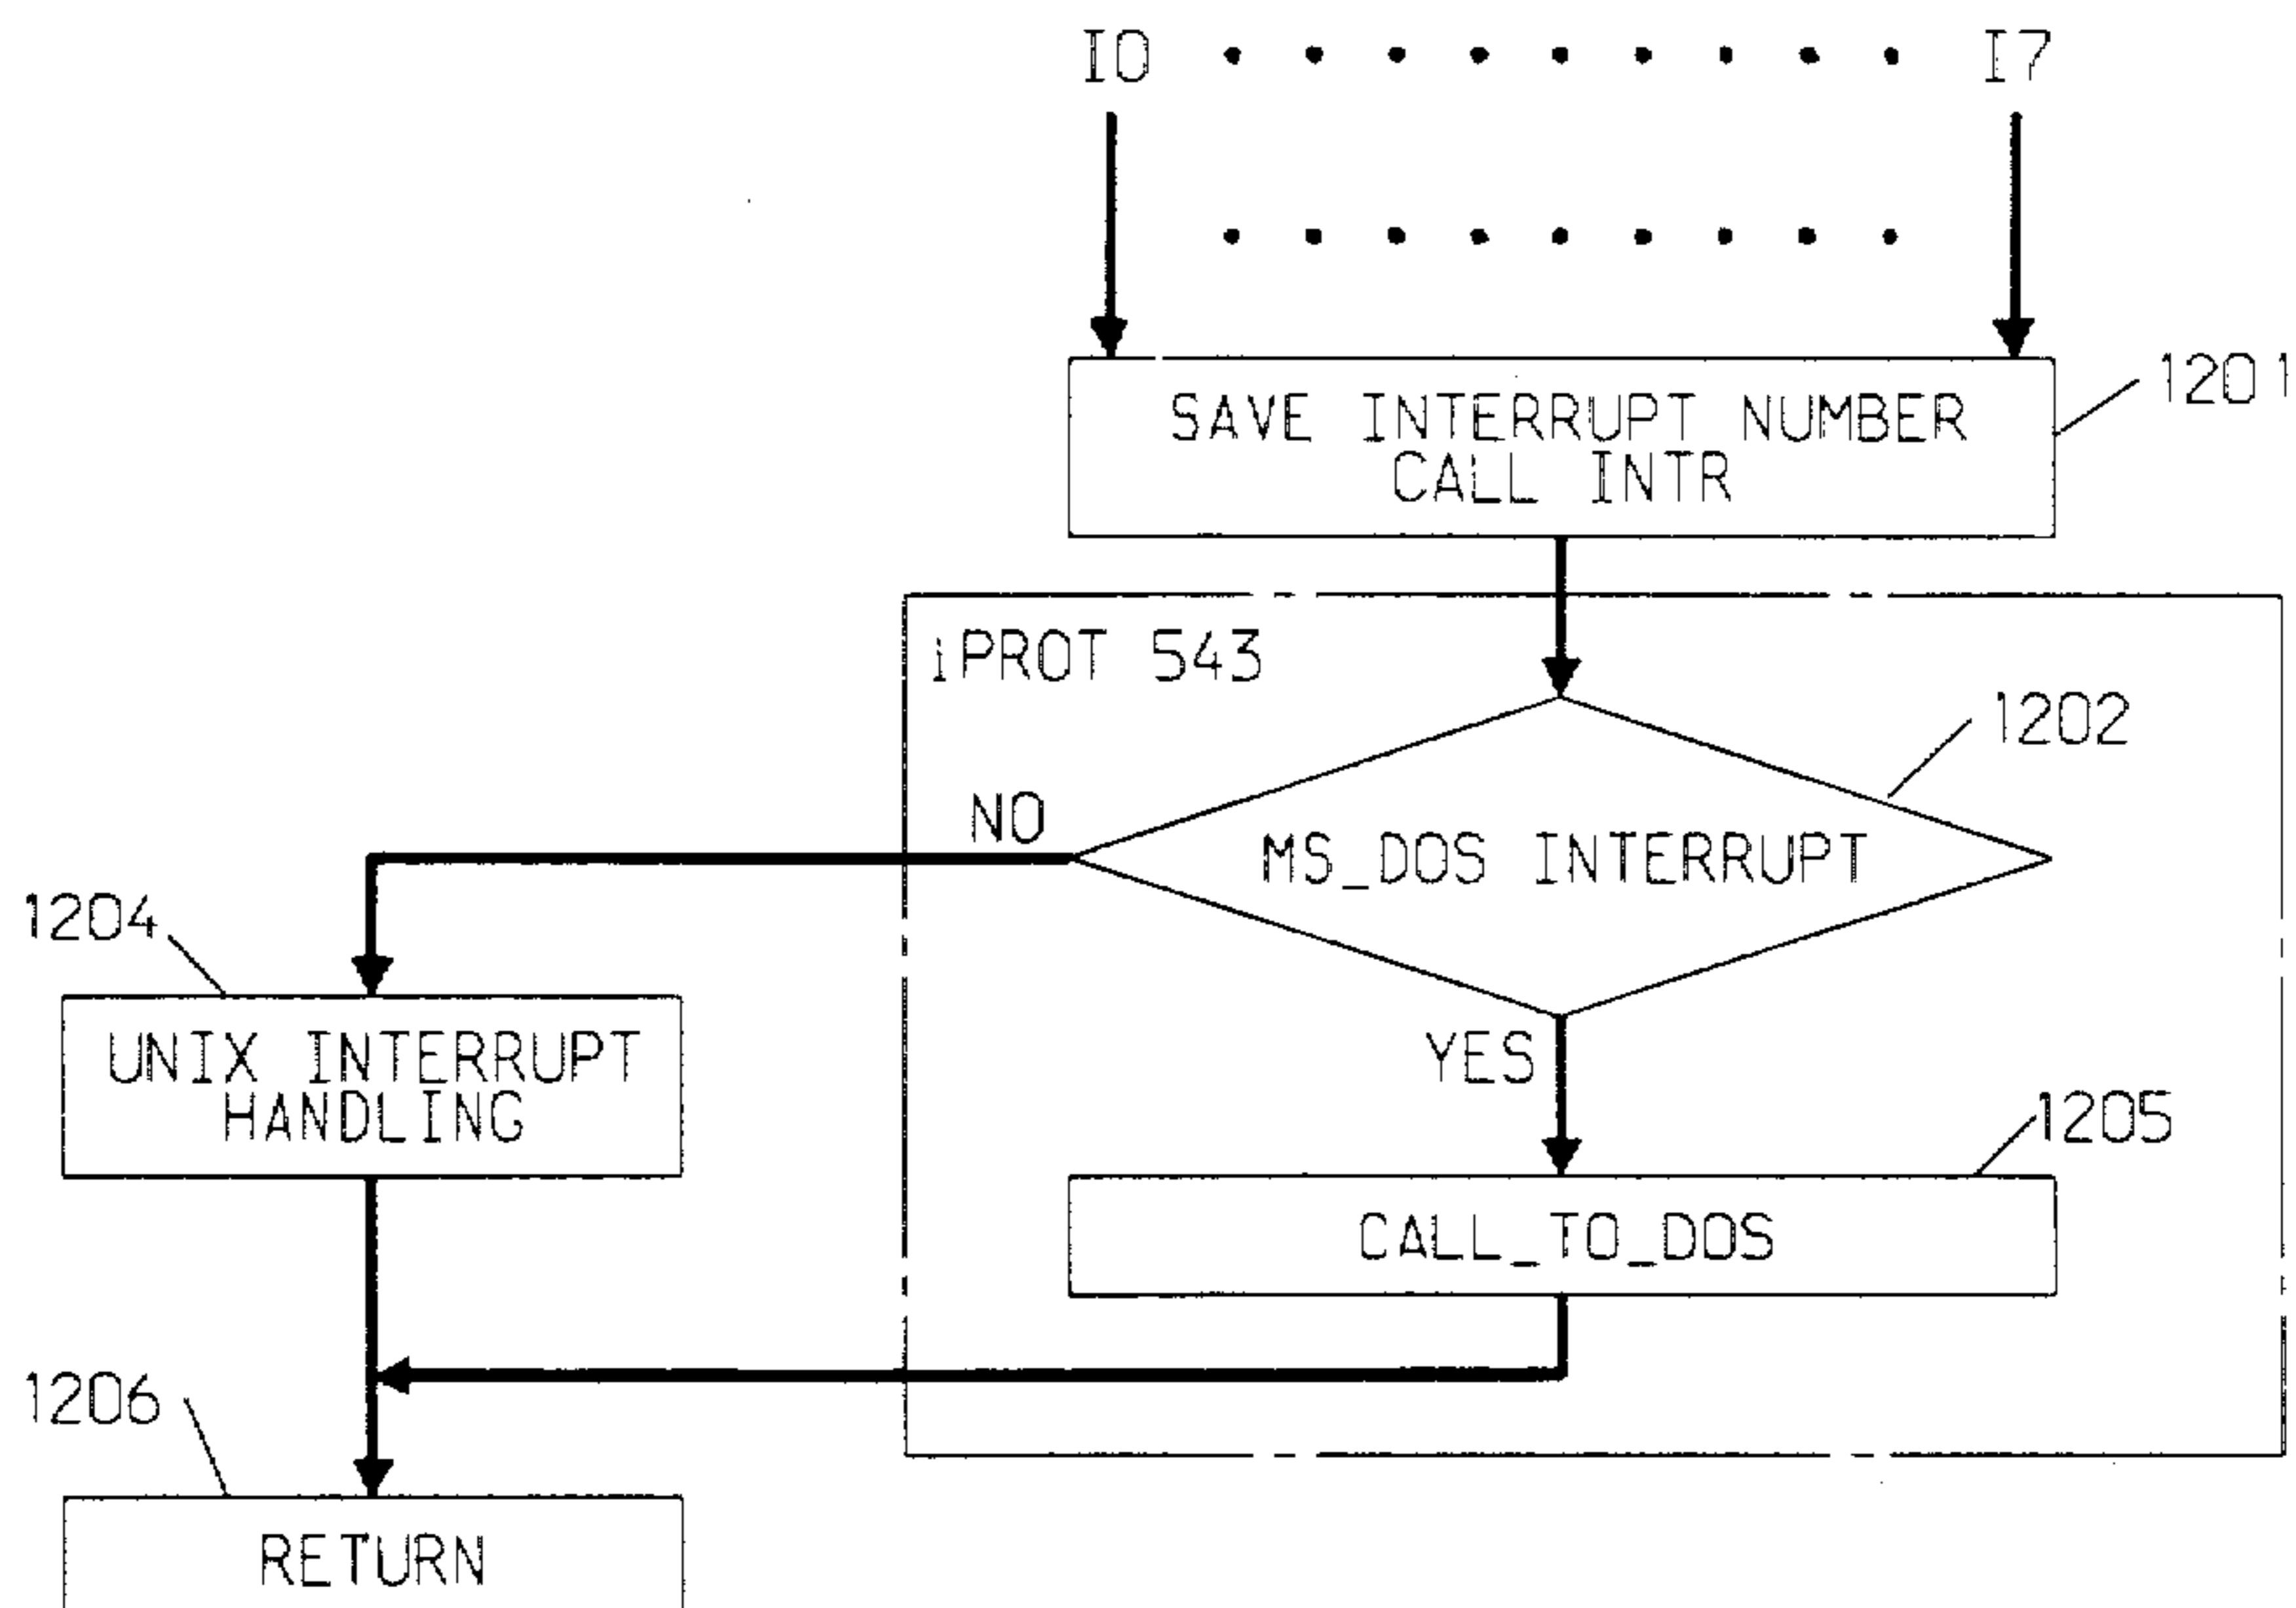 I0 . . . . . . . . . I7
. . . . . . . . .
1201
SAVE INTERRUPT NUMBER
CALL INTR
iPROT 543
1202
NO
MS_DOS INTERRUPT
1204
UNIX INTERRUPT
HANDLING
YES
1205
CALL_TO_DOS
1206
RETURN